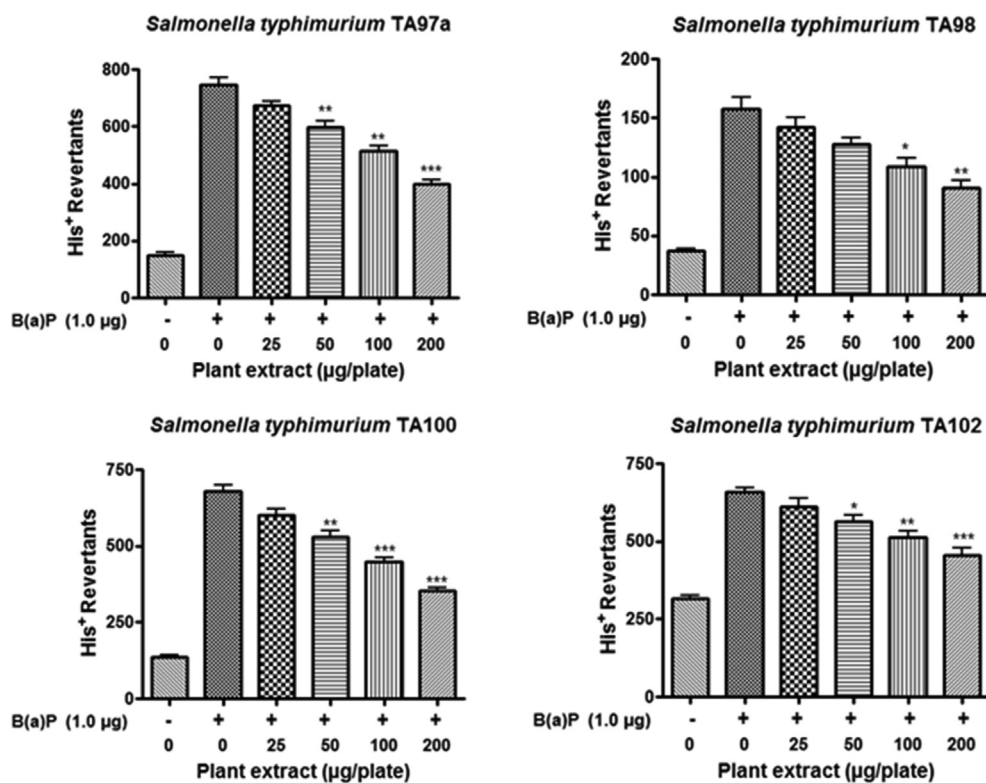 Salmonella typhimurium TA97a
His+ Revertants
800
600
400
200
0
**
**
***
B(a)P (1.0 µg) - + + + + +
0 0 25 50 100 200
Plant extract (µg/plate)
Salmonella typhimurium TA98
His+ Revertants
200
150
100
50
0
*
**
B(a)P (1.0 µg) - + + + + +
0 0 25 50 100 200
Plant extract (µg/plate)
Salmonella typhimurium TA100
His+ Revertants
750
500
250
0
**
***
***
B(a)P (1.0 µg) - + + + + +
0 0 25 50 100 200
Plant extract (µg/plate)
Salmonella typhimurium TA102
His+ Revertants
750
500
250
0
*
**
***
B(a)P (1.0 µg) - + + + + +
0 0 25 50 100 200
Plant extract (µg/plate)